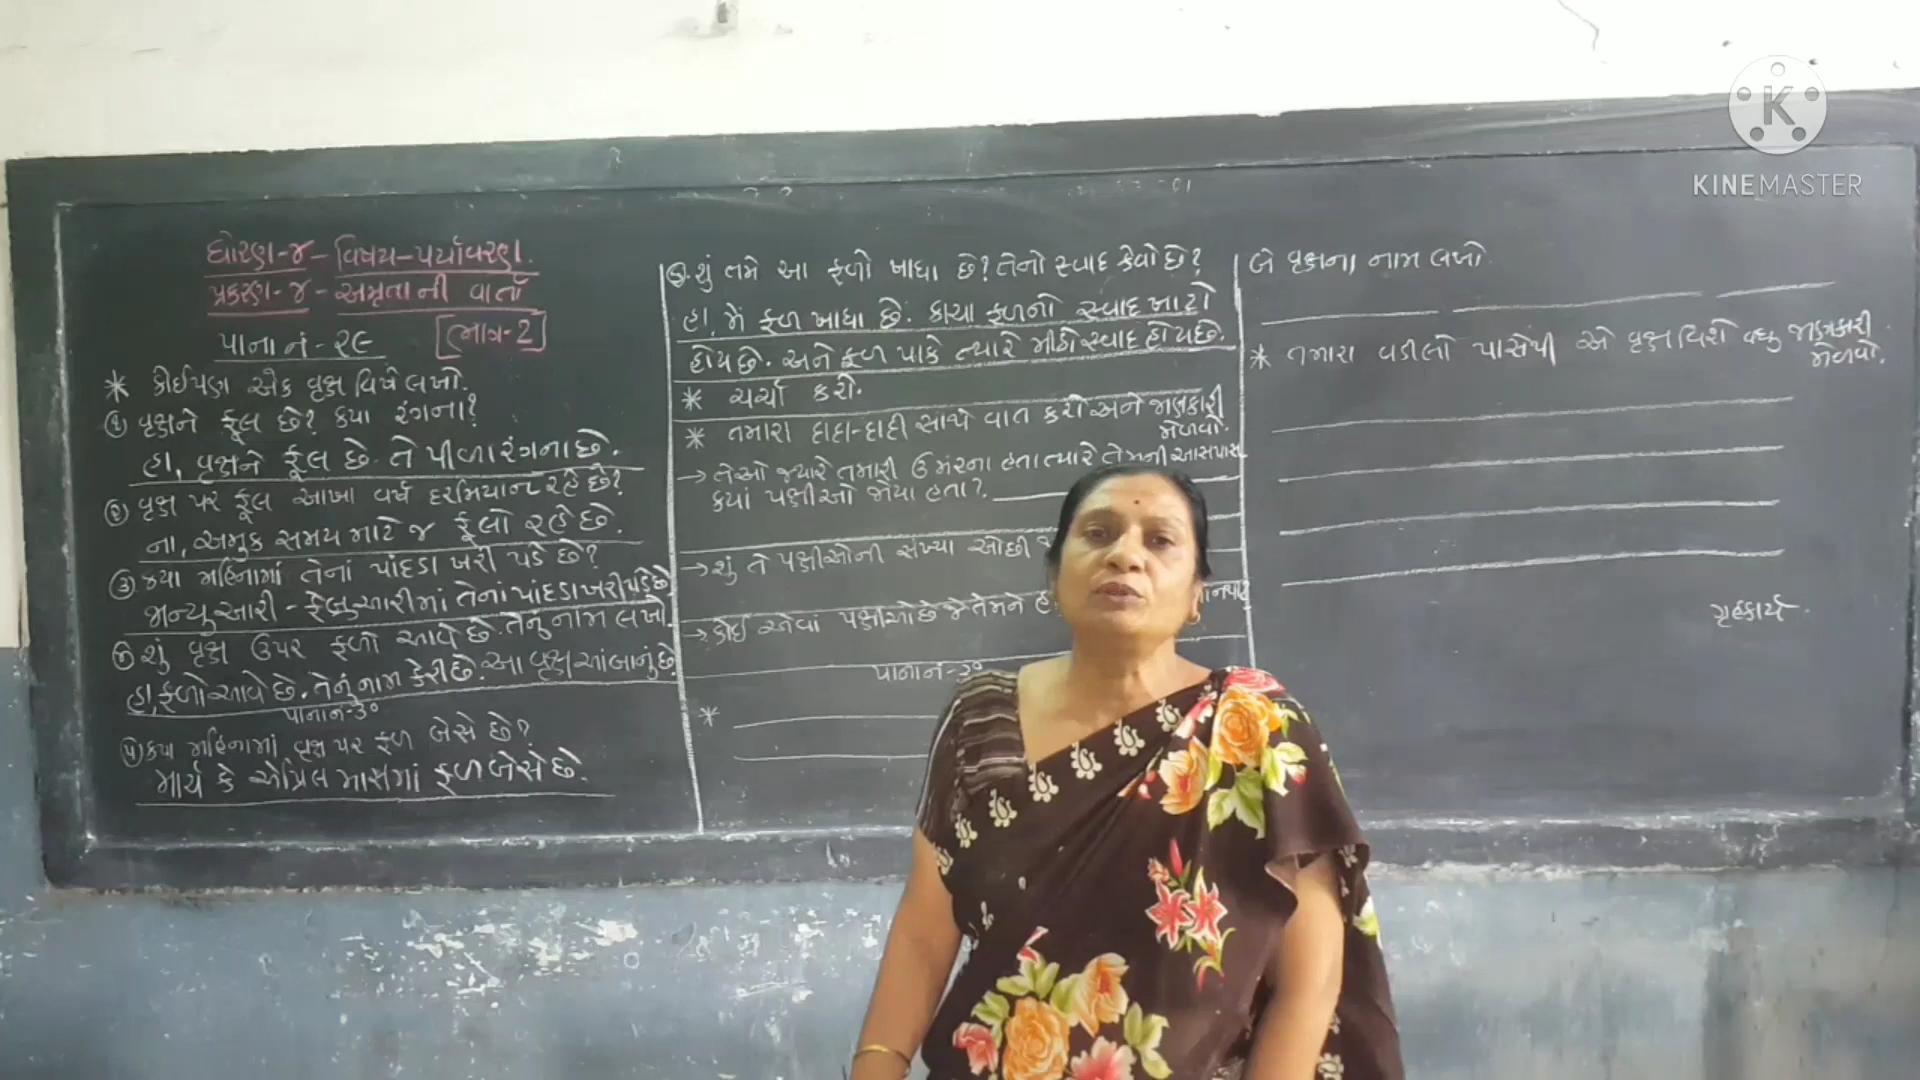 ધોરણ-૪ - વિષય-પર્યાવરણ.
પ્રકરણ-૪ - અમૃતાની વાર્તા
[ભાગ-2]
પાના નં - ૨૯
* કોઈપણ એક વૃક્ષ વિષે લખો.
① વૃક્ષને ફૂલ છે? કયા રંગના?
હા, વૃક્ષને ફૂલ છે. તે પીળા રંગના છે.
② વૃક્ષ પર ફૂલ આખા વર્ષ દરમિયાન રહે છે?
ના, અમુક સમય માટે જ ફૂલો રહે છે.
③ કયા મહિનામાં તેનાં પાંદડા ખરી પડે છે?
જાન્યુઆરી - ફેબ્રુઆરીમાં તેનાં પાંદડા ખરી પડે છે
④ શું વૃક્ષ ઉપર ફળો આવે છે. તેનું નામ લખો.
હા, ફળો આવે છે. તેનું નામ કેરી છે. આ વૃક્ષ આંબાનું છે.
પાના નં-૩૦
⑤ કયા મહિનામાં વૃક્ષ પર ફળ બેસે છે?
માર્ચ કે એપ્રિલ માસમાં ફળ બેસે છે.
⑥ શું તમે આ ફળો ખાધા છે? તેનો સ્વાદ કેવો છે?
હા, મેં ફળ ખાધા છે. કાચા ફળનો સ્વાદ ખાટો
હોય છે. અને ફળ પાકે ત્યારે મીઠો સ્વાદ હોય છે.
* ચર્ચા કરો.
* તમારા દાદા-દાદી સાથે વાત કરો અને જાણકારી
મેળવો.
→ તેઓ જ્યારે તમારી ઉંમરના હતા ત્યારે તેમની આસપાસ
કયાં પક્ષીઓ જોયા હતા?
→ શું તે પક્ષીઓની સંખ્યા ઓછી
→ કોઈ એવાં પક્ષીઓ છે જે તેમને
પાના નં-૩૧
*
બે વૃક્ષના નામ લખો.
* તમારા વડીલો પાસેથી એ વૃક્ષ વિશે વધુ જાણકારી
મેળવો.
ગૃહકાર્ય
KINEMASTER